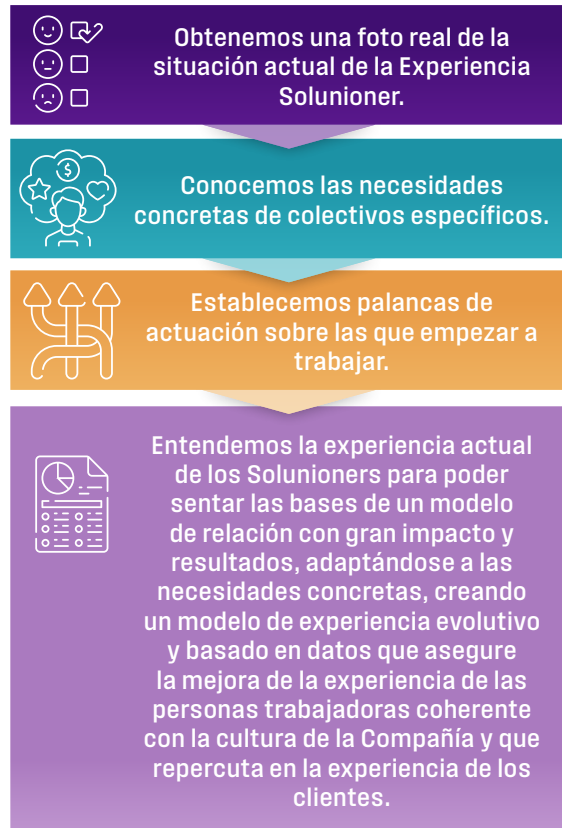 Obtenemos una foto real de la
situación actual de la Experiencia
Solunioner.
Conocemos las necesidades
concretas de colectivos específicos.
Establecemos palancas de
actuación sobre las que empezar a
trabajar.
Entendemos la experiencia actual
de los Solunioners para poder
sentar las bases de un modelo
de relación con gran impacto y
resultados, adaptándose a las
necesidades concretas, creando
un modelo de experiencia evolutivo
y basado en datos que asegure
la mejora de la experiencia de las
personas trabajadoras coherente
con la cultura de la Compañía y que
repercuta en la experiencia de los
clientes.